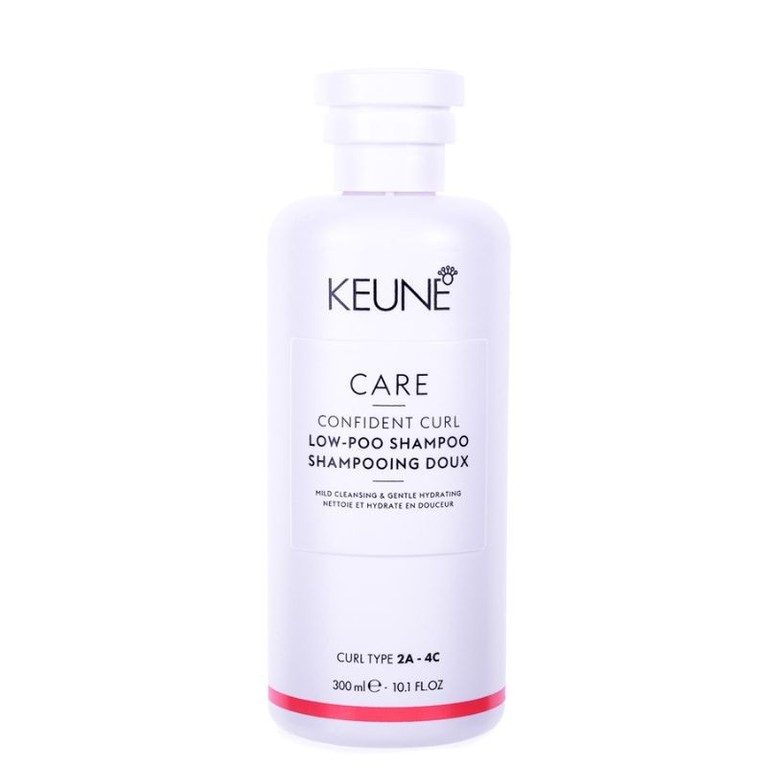 KEUNE
CARE
CONFIDENT CURL
LOW-POO SHAMPOO
SHAMPOOING DOUX
MILD CLEANSING & GENTLE HYDRATING
NETTOIE ET HYDRATE EN DOUCEUR
CURL TYPE 2A - 4C
300 ml ℮ - 10.1 FL.OZ